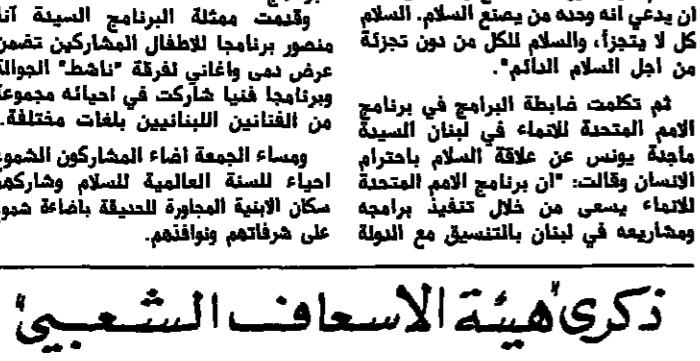 ان يدعي انه وحده من يصنع السلام. السلام
كل لا يتجزأ، والسلام للكل من دون تجزئة
من اجل السلام الدائم".
ثم تكلمت ضابطة البرامج في برنامج
الامم المتحدة للانماء في لبنان السيدة
ماجدة يونس عن علاقة السلام باحترام
الانسان وقالت: "ان برنامج الامم المتحدة
للانماء يسعى من خلال تنفيذ برامجه
ومشاريعه في لبنان بالتنسيق مع الدولة
وقدمت ممثلة البرنامج السيدة آنا
منصور برنامجا للاطفال المشاركين تضمن
عرض دمى واغاني لفرقة "ناشط" الجوالة
وبرنامجا فنيا شاركت في احيائه مجموعة
من الفنانين اللبنانيين بلغات مختلفة.
ومساء الجمعة أضاء المشاركون الشموع
احياء للسنة العالمية للسلام وشاركهم
سكان الابنية المجاورة للحديقة باضاءة شموع
على شرفاتهم ونوافذهم.
ذكرى "هيئة الاسعاف الشعبي"